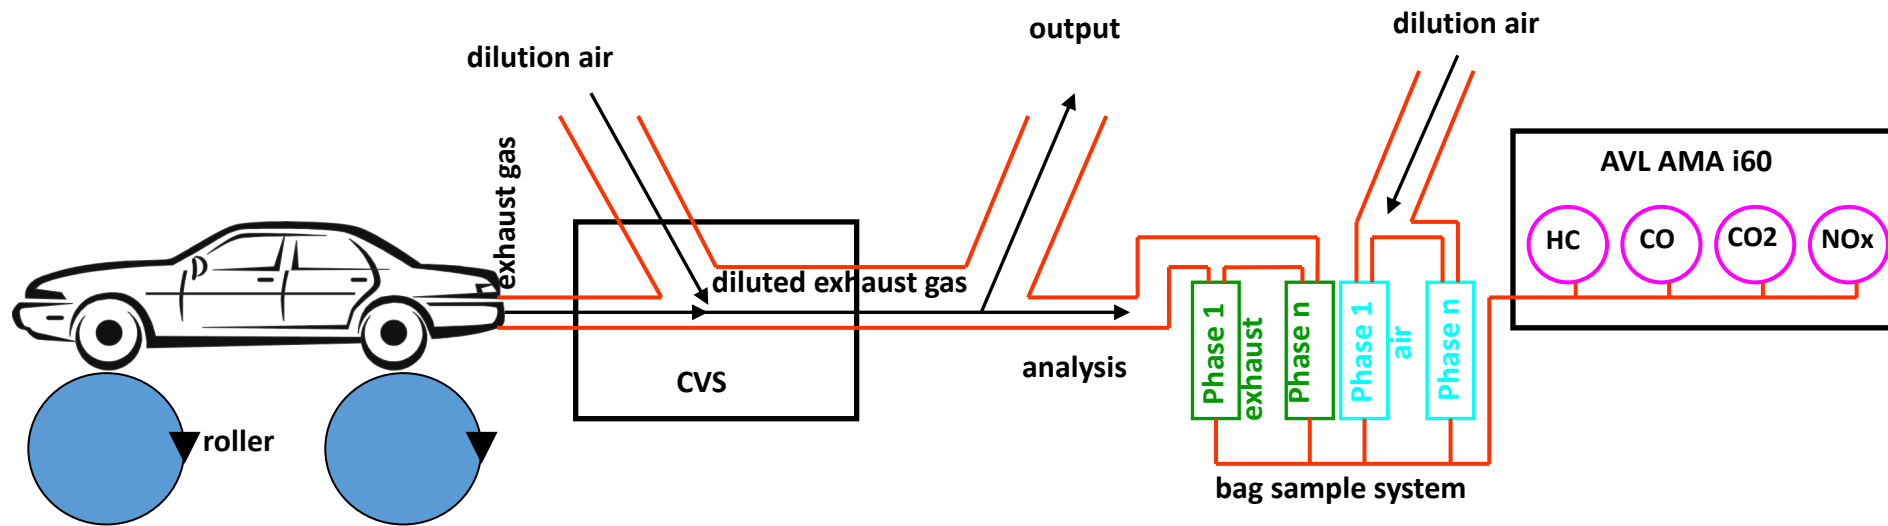 dilution air
exhaust gas
output
dilution air
AVL AMA i60
HC
CO
CO2
NOx
diluted exhaust gas
CVS
analysis
Phase 1
exhaust
Phase n
Phase 1
air
Phase n
roller
bag sample system